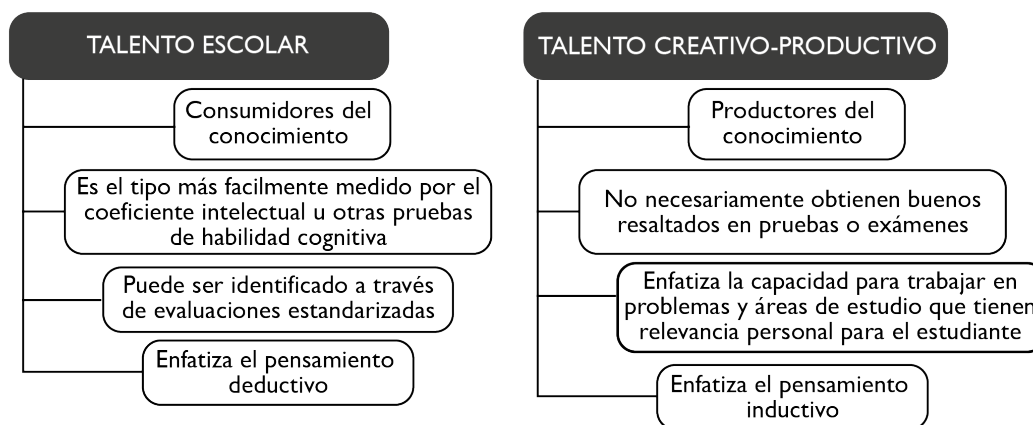 TALENTO ESCOLAR
Consumidores del
conocimiento
Es el tipo más facilmente medido por el
coeficiente intelectual u otras pruebas
de habilidad cognitiva
Puede ser identificado a través
de evaluaciones estandarizadas
Enfatiza el pensamiento
deductivo
TALENTO CREATIVO-PRODUCTIVO
Productores del
conocimiento
No necesariamente obtienen buenos
resaltados en pruebas o exámenes
Enfatiza la capacidad para trabajar en
problemas y áreas de estudio que tienen
relevancia personal para el estudiante
Enfatiza el pensamiento
inductivo